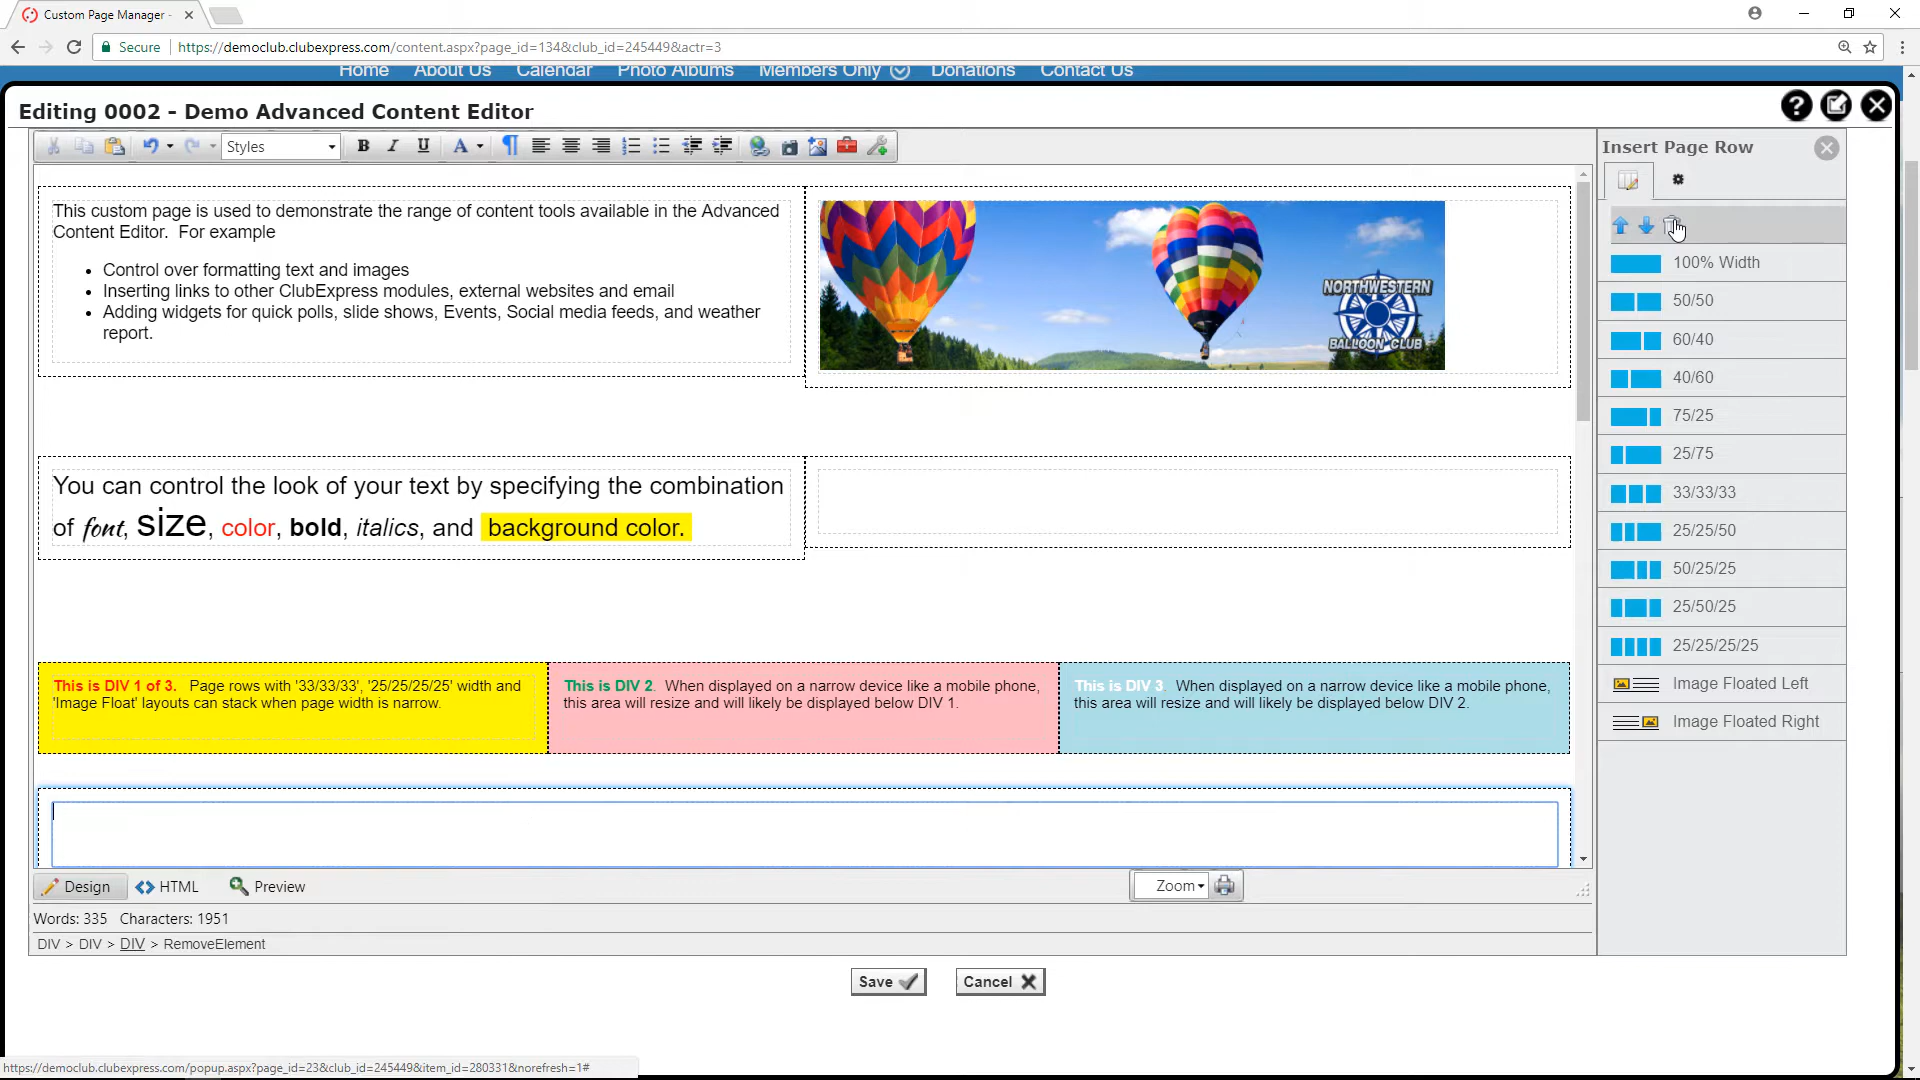 Custom Page Manager -
Secure
https://democlub.clubexpress.com/content.aspx?page_id=134&club_id=245449&actr=3
Home About Us Calendar Photo Albums Members Only Donations Contact Us
Editing 0002 - Demo Advanced Content Editor
Styles
B I U A
Insert Page Row
This custom page is used to demonstrate the range of content tools available in the Advanced
Content Editor. For example
• Control over formatting text and images
• Inserting links to other ClubExpress modules, external websites and email
• Adding widgets for quick polls, slide shows, Events, Social media feeds, and weather
report.
NORTHWESTERN
BALLOON CLUB
You can control the look of your text by specifying the combination
of font, size, color, bold, italics, and background color.
This is DIV 1 of 3. Page rows with '33/33/33', '25/25/25/25' width and
'Image Float' layouts can stack when page width is narrow.
This is DIV 2. When displayed on a narrow device like a mobile phone,
this area will resize and will likely be displayed below DIV 1.
This is DIV 3. When displayed on a narrow device like a mobile phone,
this area will resize and will likely be displayed below DIV 2.
100% Width
50/50
60/40
40/60
75/25
25/75
33/33/33
25/25/50
50/25/25
25/50/25
25/25/25/25
Image Floated Left
Image Floated Right
Design HTML Preview
Zoom
Words: 335 Characters: 1951
DIV > DIV > DIV > RemoveElement
Save
Cancel
https://democlub.clubexpress.com/popup.aspx?page_id=23&club_id=245449&item_id=280331&norefresh=1#